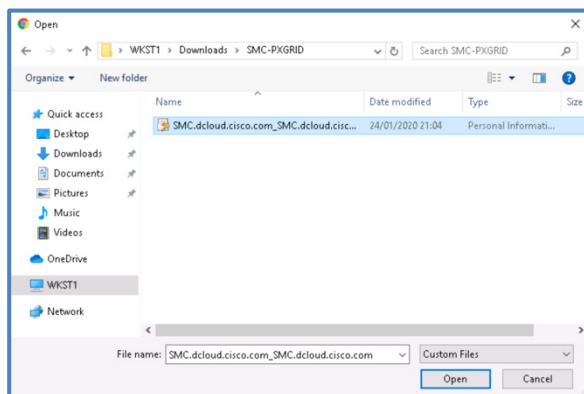 Open
WKST1 > Downloads > SMC-PXGRID
Search SMC-PXGRID
Organize
New folder
Name
Date modified
Type
Size
Quick access
Desktop
Downloads
Documents
Pictures
Music
Videos
OneDrive
WKST1
Network
SMC.dcloud.cisco.com_SMC.dcloud.cisc...
24/01/2020 21:04
Personal Informati...
File name:
SMC.dcloud.cisco.com_SMC.dcloud.cisco.com
Custom Files
Open
Cancel